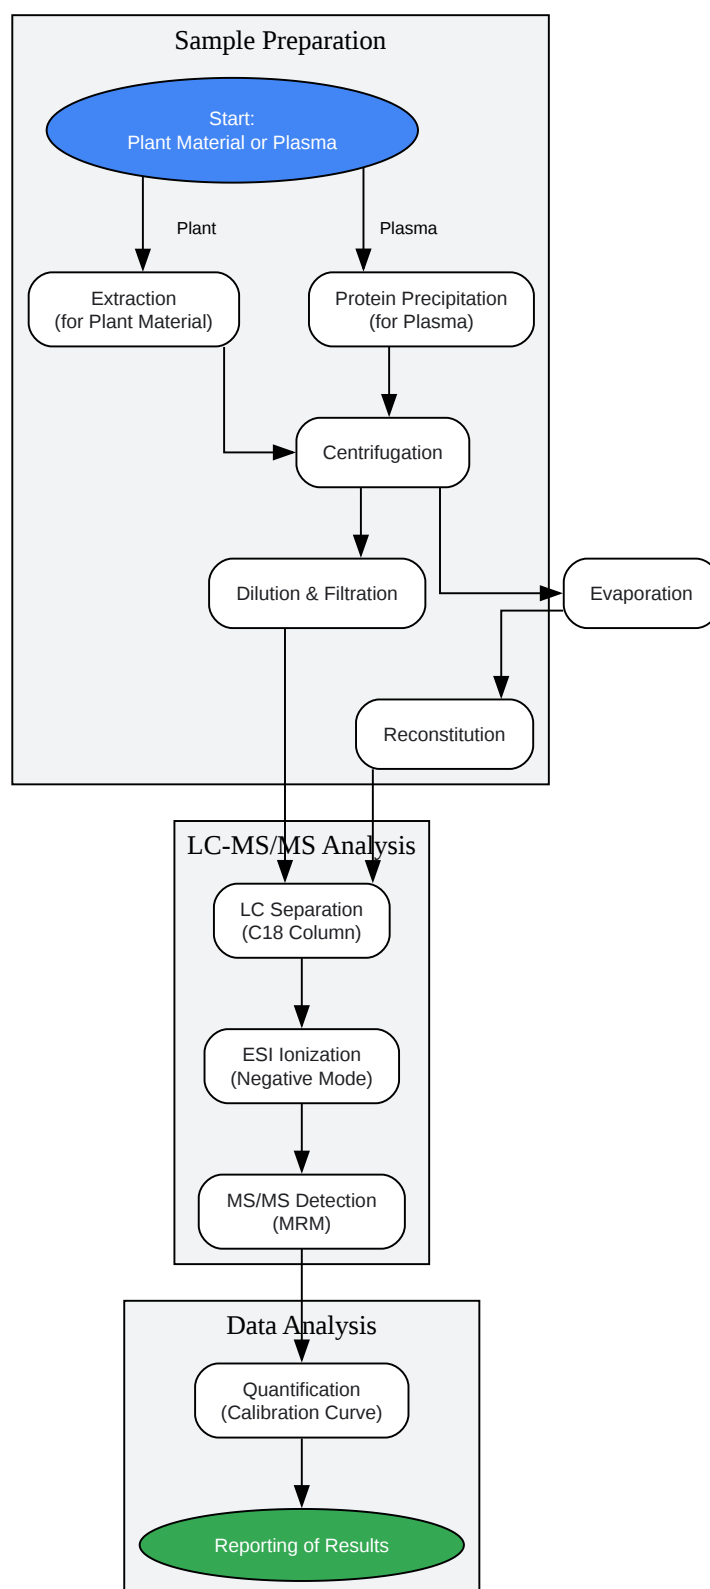 Sample Preparation
Start:
Plant Material or Plasma
Plant
Plasma
Extraction
(for Plant Material)
Protein Precipitation
(for Plasma)
Centrifugation
Dilution & Filtration
Evaporation
Reconstitution
LC-MS/MS Analysis
LC Separation
(C18 Column)
ESI Ionization
(Negative Mode)
MS/MS Detection
(MRM)
Data Analysis
Quantification
(Calibration Curve)
Reporting of Results